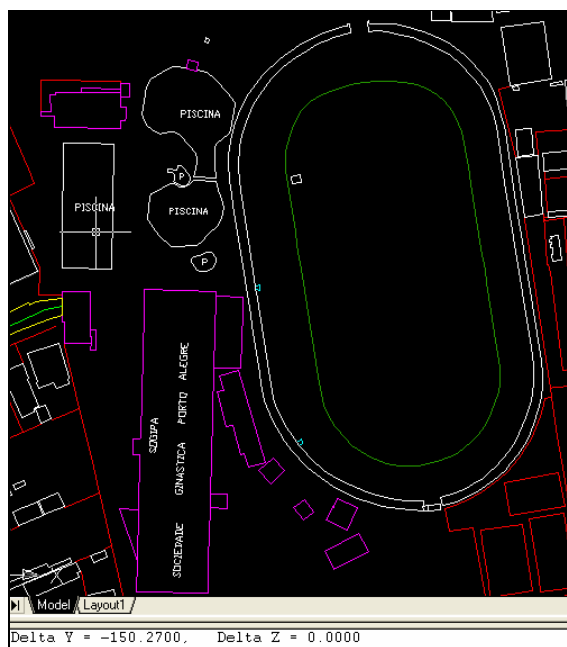 PISCINA
P
PISCINA
PISCINA
P
SOGIPA
SOCIEDADE GINASTICA PORTO ALEGRE
Model Layout1
Delta Y = -150.2700, Delta Z = 0.0000